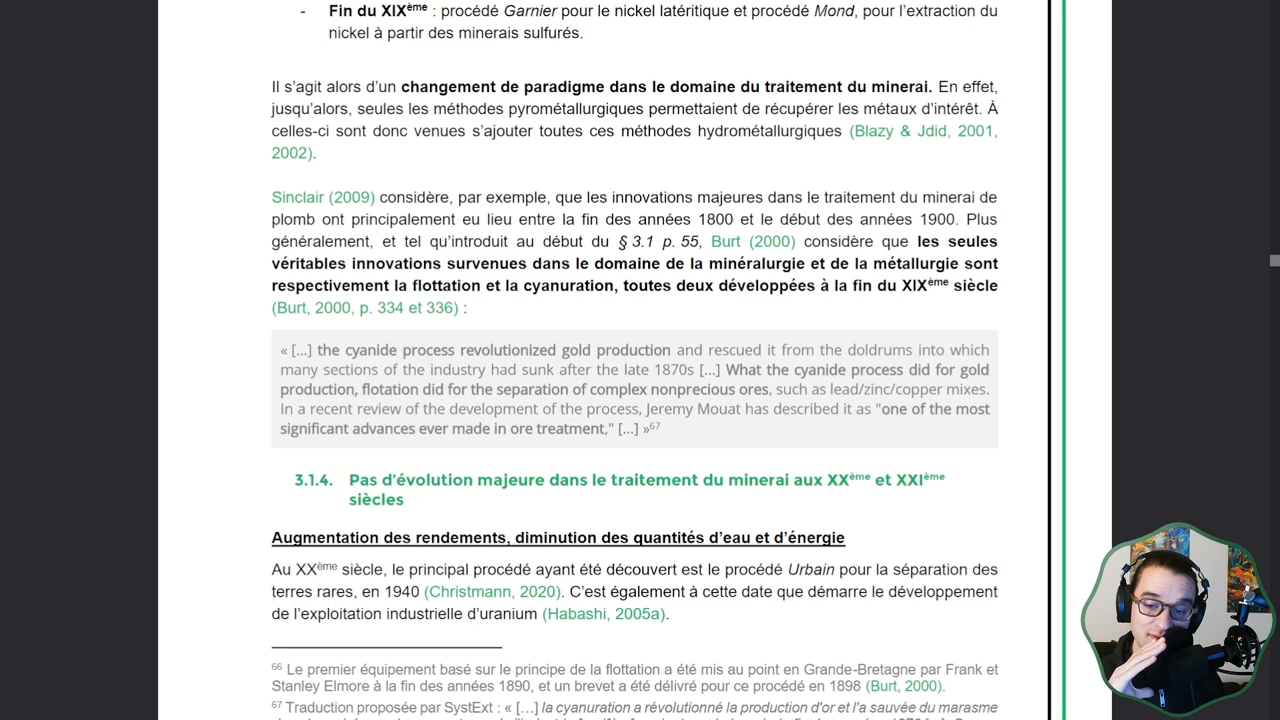 - Fin du XIXème : procédé Garnier pour le nickel latéritique et procédé Mond, pour l’extraction du
nickel à partir des minerais sulfurés.
Il s’agit alors d’un changement de paradigme dans le domaine du traitement du minerai. En effet,
jusqu’alors, seules les méthodes pyrométallurgiques permettaient de récupérer les métaux d’intérêt. À
celles-ci sont donc venues s’ajouter toutes ces méthodes hydrométallurgiques (Blazy & Jdid, 2001,
2002).
Sinclair (2009) considère, par exemple, que les innovations majeures dans le traitement du minerai de
plomb ont principalement eu lieu entre la fin des années 1800 et le début des années 1900. Plus
généralement, et tel qu’introduit au début du § 3.1 p. 55, Burt (2000) considère que les seules
véritables innovations survenues dans le domaine de la minéralurgie et de la métallurgie sont
respectivement la flottation et la cyanuration, toutes deux développées à la fin du XIXème siècle
(Burt, 2000, p. 334 et 336) :
« [...] the cyanide process revolutionized gold production and rescued it from the doldrums into which
many sections of the industry had sunk after the late 1870s [...] What the cyanide process did for gold
production, flotation did for the separation of complex nonprecious ores, such as lead/zinc/copper mixes.
In a recent review of the development of the process, Jeremy Mouat has described it as "one of the most
significant advances ever made in ore treatment," [...] »67
3.1.4. Pas d’évolution majeure dans le traitement du minerai aux XXème et XXIème
siècles
Augmentation des rendements, diminution des quantités d’eau et d’énergie
Au XXème siècle, le principal procédé ayant été découvert est le procédé Urbain pour la séparation des
terres rares, en 1940 (Christmann, 2020). C’est également à cette date que démarre le développement
de l’exploitation industrielle d’uranium (Habashi, 2005a).
66 Le premier équipement basé sur le principe de la flottation a été mis au point en Grande-Bretagne par Frank et
Stanley Elmore à la fin des années 1890, et un brevet a été délivré pour ce procédé en 1898 (Burt, 2000).
67 Traduction proposée par SystExt : « [...] la cyanuration a révolutionné la production d'or et l'a sauvée du marasme